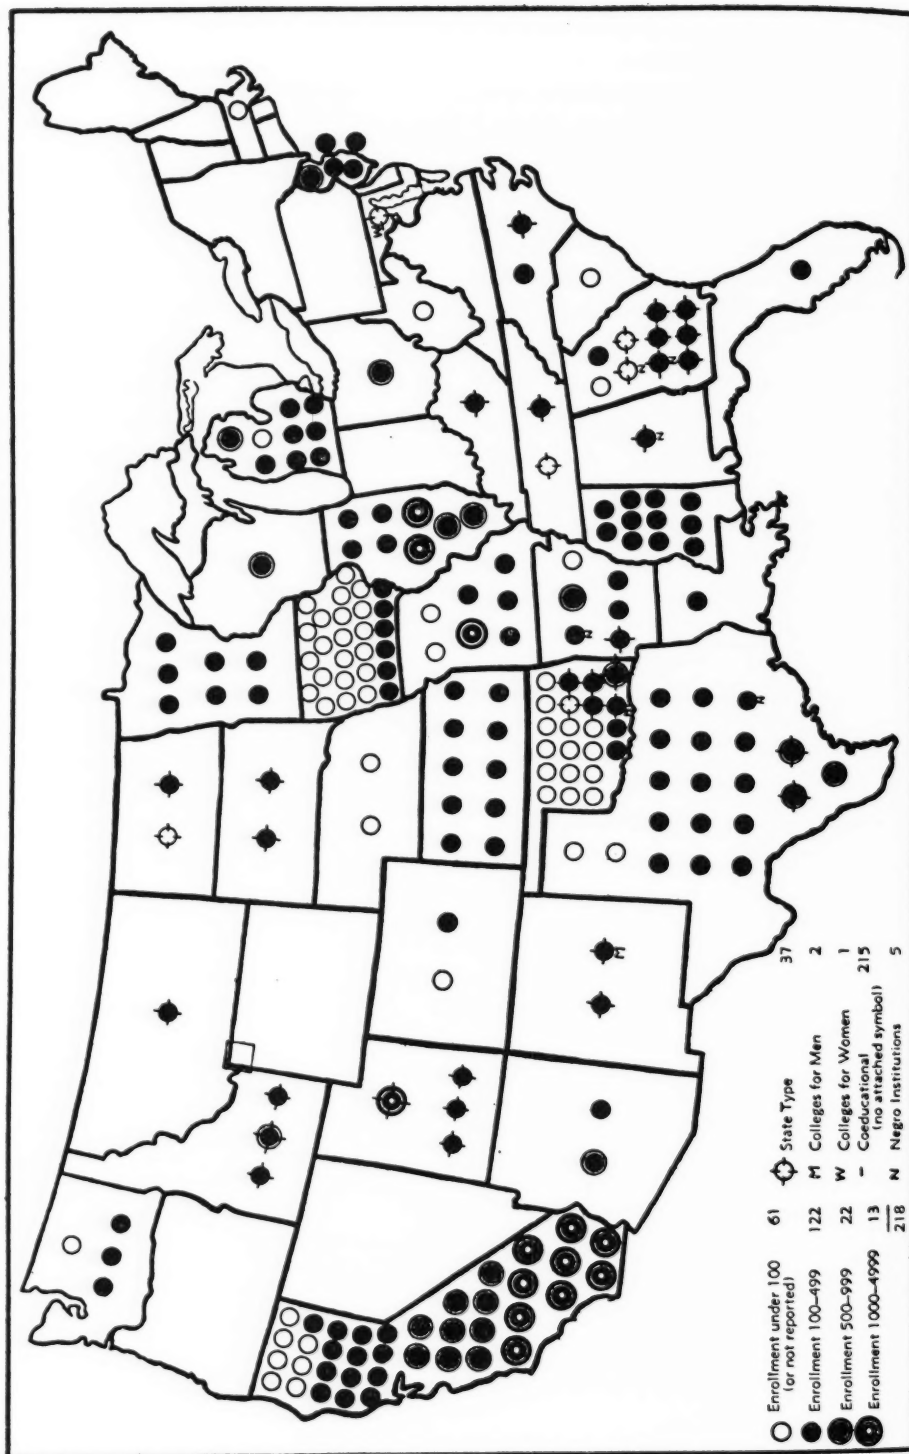 Enrollment under 100 61
(or not reported)
Enrollment 100–499 122
Enrollment 500–999 22
Enrollment 1000–4999 13
218
State Type 37
M Colleges for Men 2
W Colleges for Women 1
– Coeducational 215
(no attached symbol)
N Negro Institutions 5
M
N
N
N
N
N
M